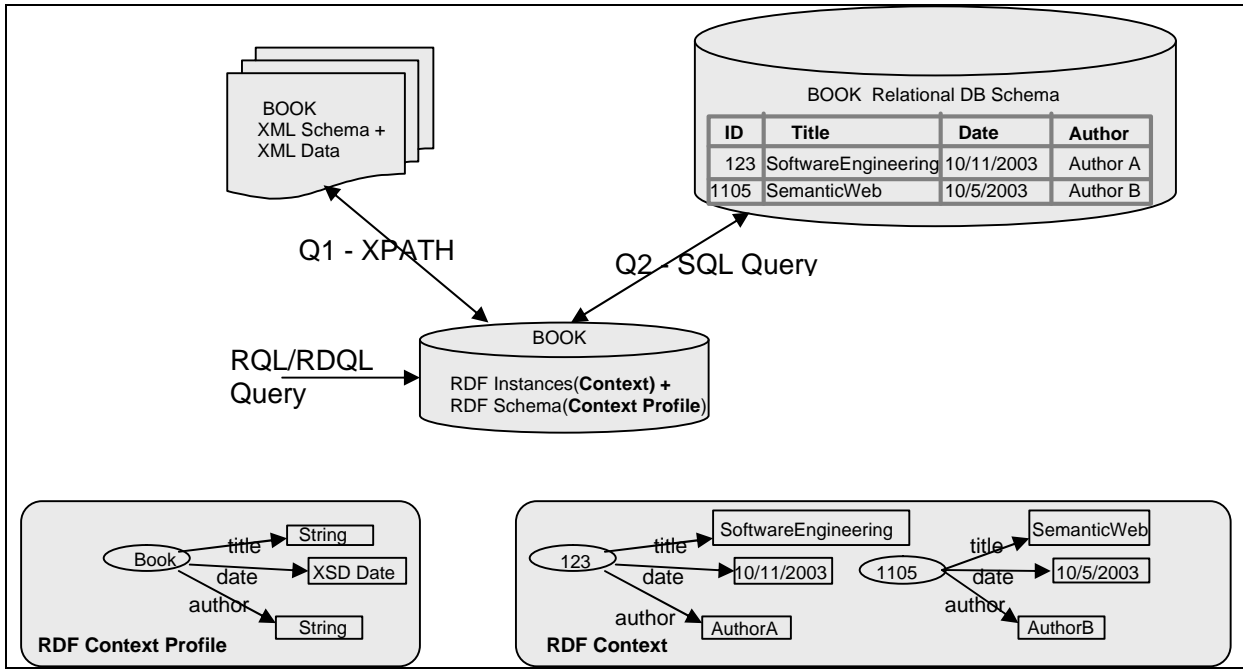 BOOK
XML Schema +
XML Data
BOOK Relational DB Schema
ID Title Date Author
123 SoftwareEngineering 10/11/2003 Author A
1105 SemanticWeb 10/5/2003 Author B
Q1 - XPATH
Q2 - SQL Query
BOOK
RDF Instances(Context) +
RDF Schema(Context Profile)
RQL/RDQL
Query
Book
title
String
date
XSD Date
author
String
RDF Context Profile
123
title
SoftwareEngineering
date
10/11/2003
author
AuthorA
1105
title
SemanticWeb
date
10/5/2003
author
AuthorB
RDF Context